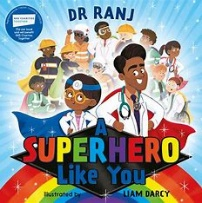 DR RANJ
A
SUPERHERO
Like You
Illustrated by
LIAM DARCY